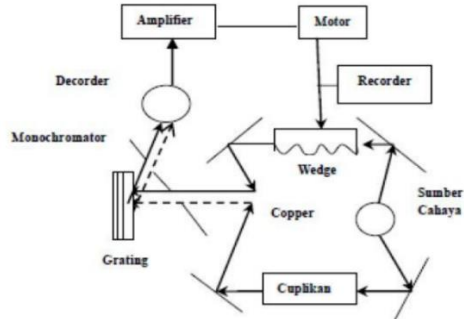 Amplifier
Motor
Decorder
Recorder
Monochromator
Wedge
Sumber
Cahaya
Copper
Grating
Cuplikan